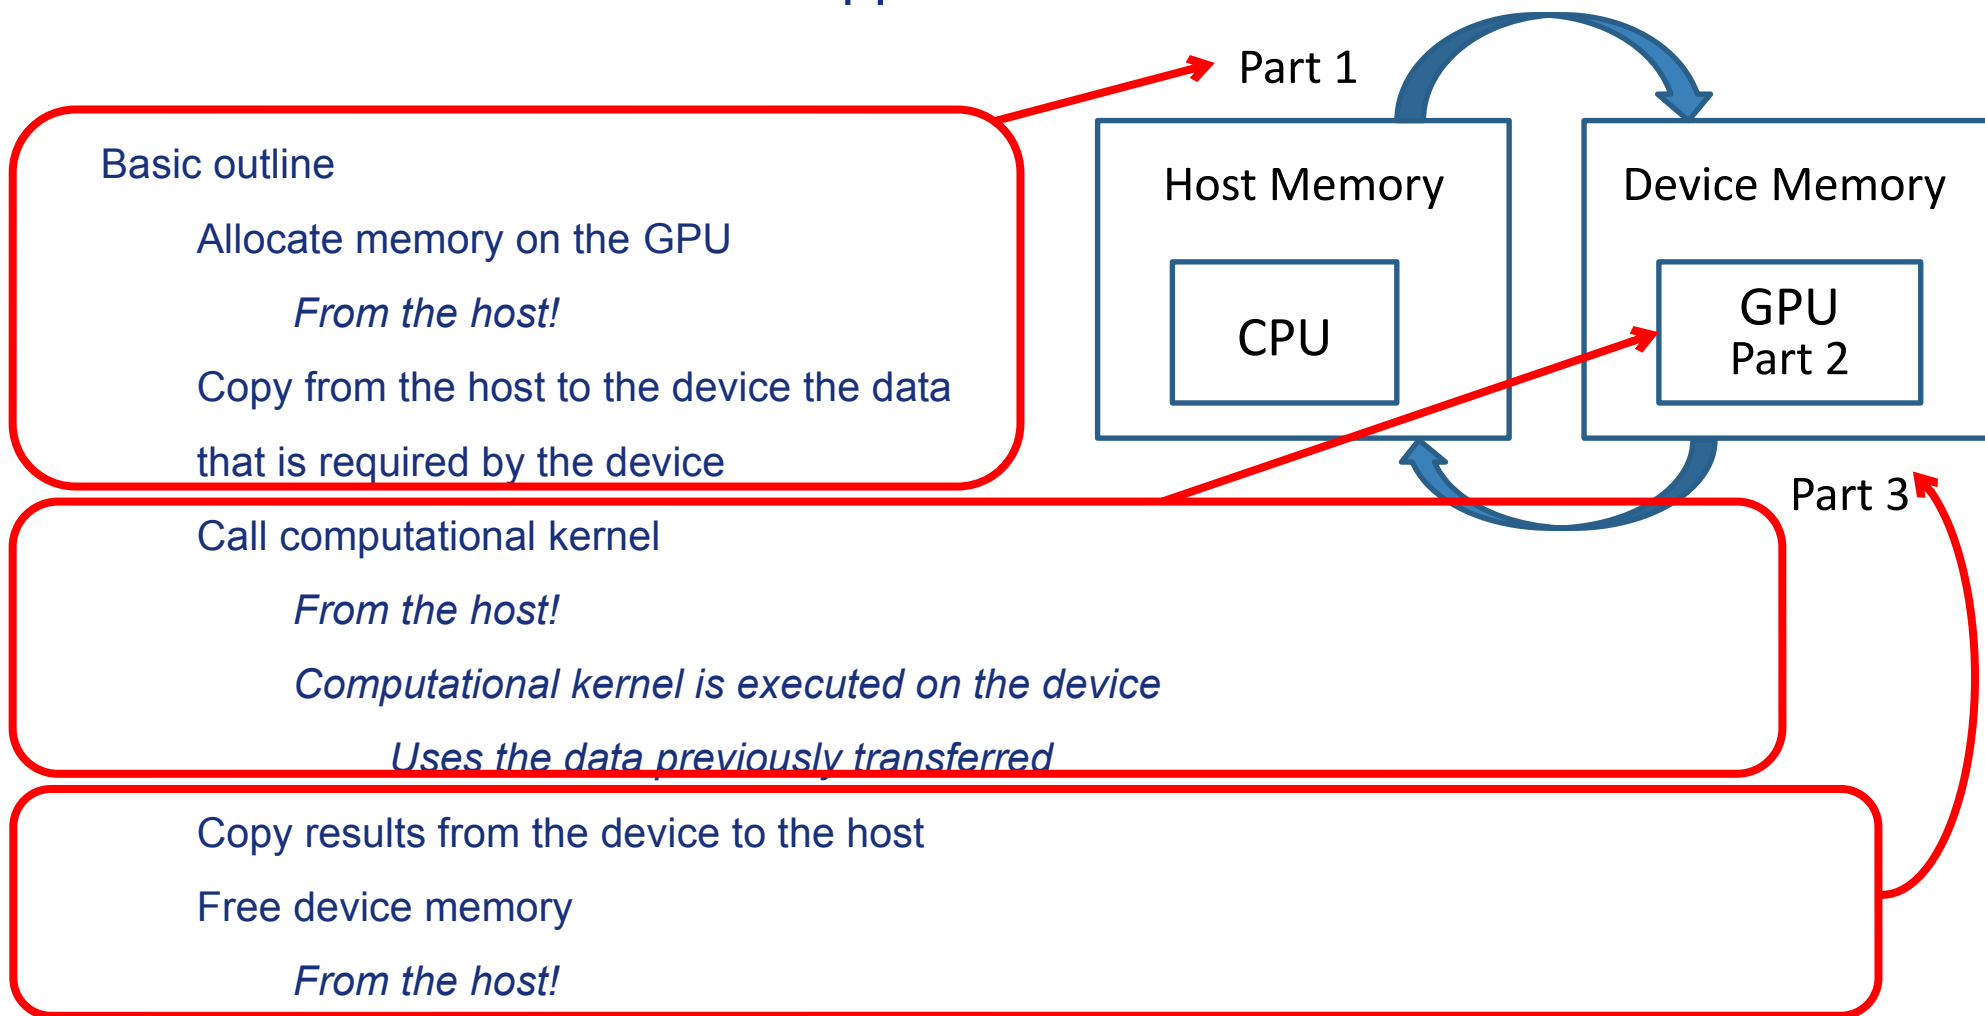 Basic outline
Allocate memory on the GPU
From the host!
Copy from the host to the device the data
that is required by the device
Call computational kernel
From the host!
Computational kernel is executed on the device
Uses the data previously transferred
Copy results from the device to the host
Free device memory
From the host!
Part 1
Host Memory
CPU
Device Memory
GPU
Part 2
Part 3